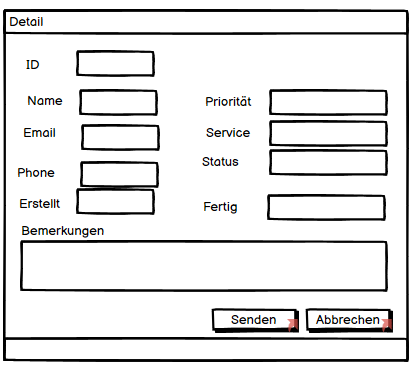 Detail
ID
Name Priorität
Email Service
Status
Phone
Erstellt Fertig
Bemerkungen
Senden Abbrechen